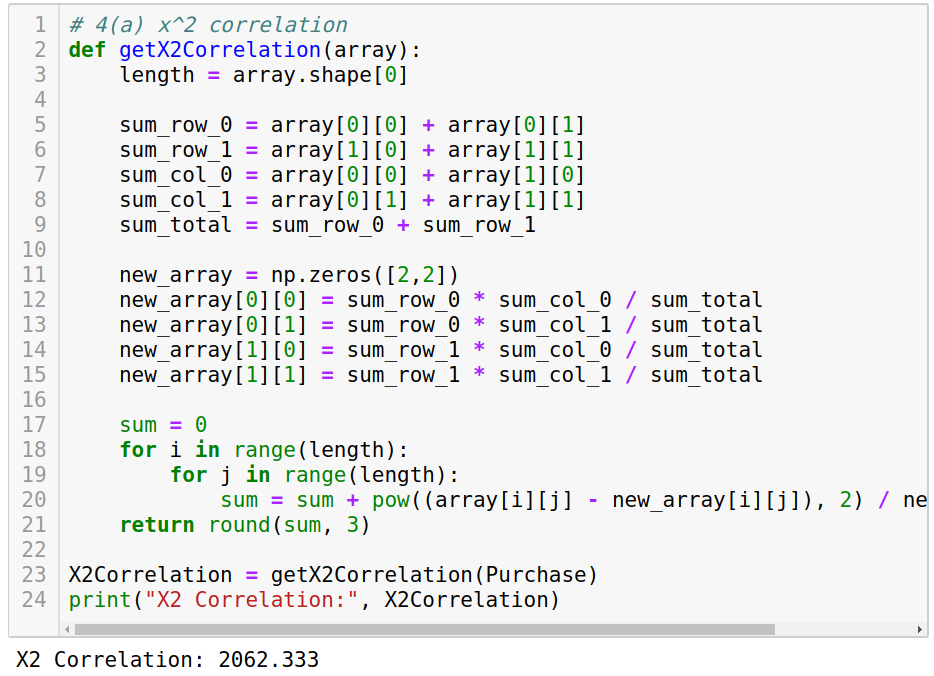 1 # 4(a) x^2 correlation
2 def getX2Correlation(array):
3     length = array.shape[0]
4
5     sum_row_0 = array[0][0] + array[0][1]
6     sum_row_1 = array[1][0] + array[1][1]
7     sum_col_0 = array[0][0] + array[1][0]
8     sum_col_1 = array[0][1] + array[1][1]
9     sum_total = sum_row_0 + sum_row_1
10
11     new_array = np.zeros([2,2])
12     new_array[0][0] = sum_row_0 * sum_col_0 / sum_total
13     new_array[0][1] = sum_row_0 * sum_col_1 / sum_total
14     new_array[1][0] = sum_row_1 * sum_col_0 / sum_total
15     new_array[1][1] = sum_row_1 * sum_col_1 / sum_total
16
17     sum = 0
18     for i in range(length):
19         for j in range(length):
20             sum = sum + pow((array[i][j] - new_array[i][j]), 2) / ne
21     return round(sum, 3)
22
23 X2Correlation = getX2Correlation(Purchase)
24 print("X2 Correlation:", X2Correlation)
X2 Correlation: 2062.333